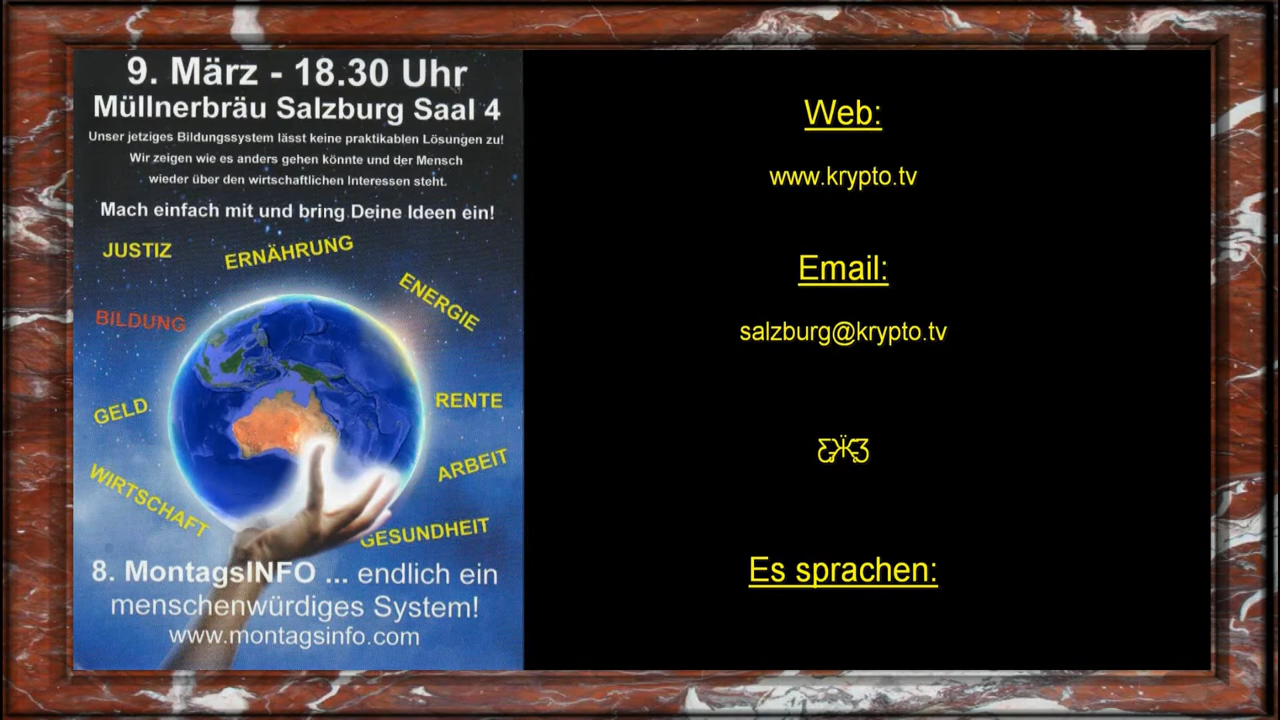 9. März - 18.30 Uhr
Müllnerbräu Salzburg Saal 4
Unser jetziges Bildungssystem lässt keine praktikablen Lösungen zu!
Wir zeigen wie es anders gehen könnte und der Mensch
wieder über den wirtschaftlichen Interessen steht.
Mach einfach mit und bring Deine Ideen ein!
JUSTIZ
ERNÄHRUNG
ENERGIE
BILDUNG
GELD
RENTE
WIRTSCHAFT
ARBEIT
GESUNDHEIT
8. MontagsINFO ... endlich ein
menschenwürdiges System!
www.montagsinfo.com
Web:
www.krypto.tv
Email:
salzburg@krypto.tv
Es sprachen: